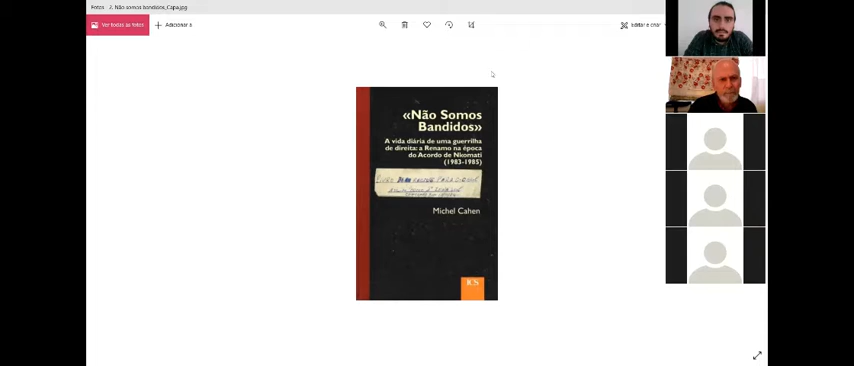 Fotos - J. Não somos bandidos_Capa.jpg
Ver todas as fotos
Adicionar a
Editar e criar
«Não Somos
Bandidos»
A vida diária de uma guerrilha
de direita: a Renamo na época
do Acordo de Nkomati
(1983-1985)
Michel Cahen
ICS